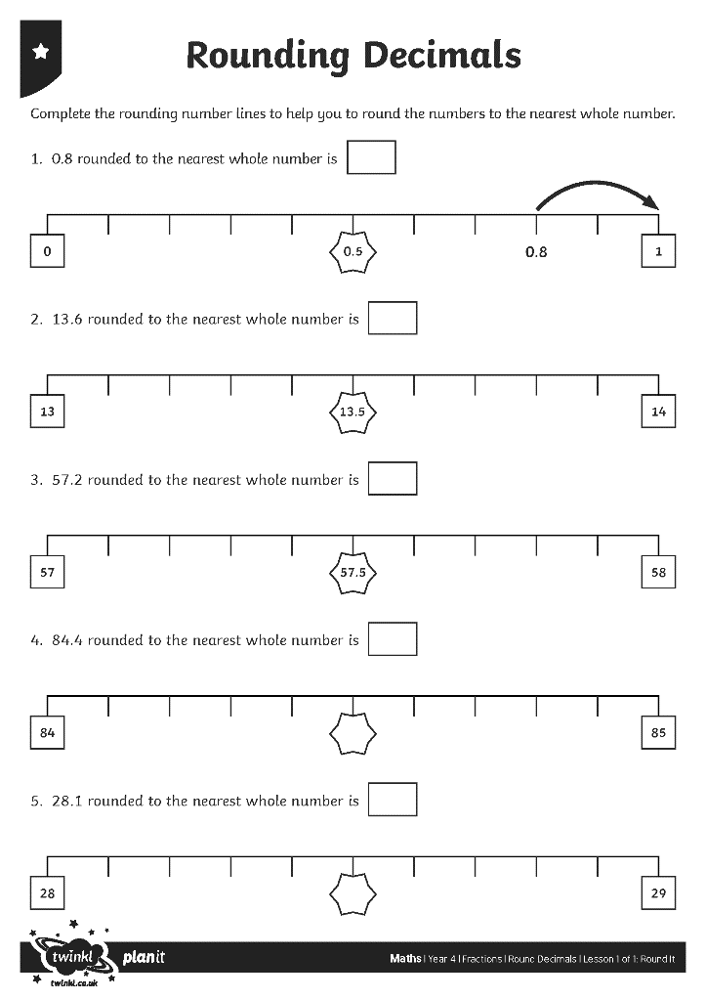 Rounding Decimals
Complete the rounding number lines to help you to round the numbers to the nearest whole number.
1. 0.8 rounded to the nearest whole number is
0 0.5 0.8 1
2. 13.6 rounded to the nearest whole number is
13 13.5 14
3. 57.2 rounded to the nearest whole number is
57 57.5 58
4. 84.4 rounded to the nearest whole number is
84 85
5. 28.1 rounded to the nearest whole number is
28 29
twinkl planit
Maths | Year 4 | Fractions | Round Decimals | Lesson 1 of 1: Round It
twinkl.co.uk